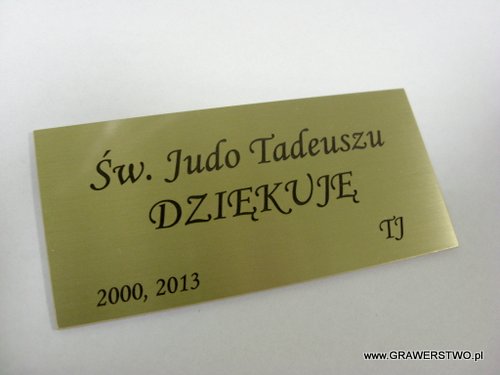 Św. Judo Tadeuszu
DZIĘKUJĘ
TJ
2000, 2013
www.GRAWERSTWO.pl